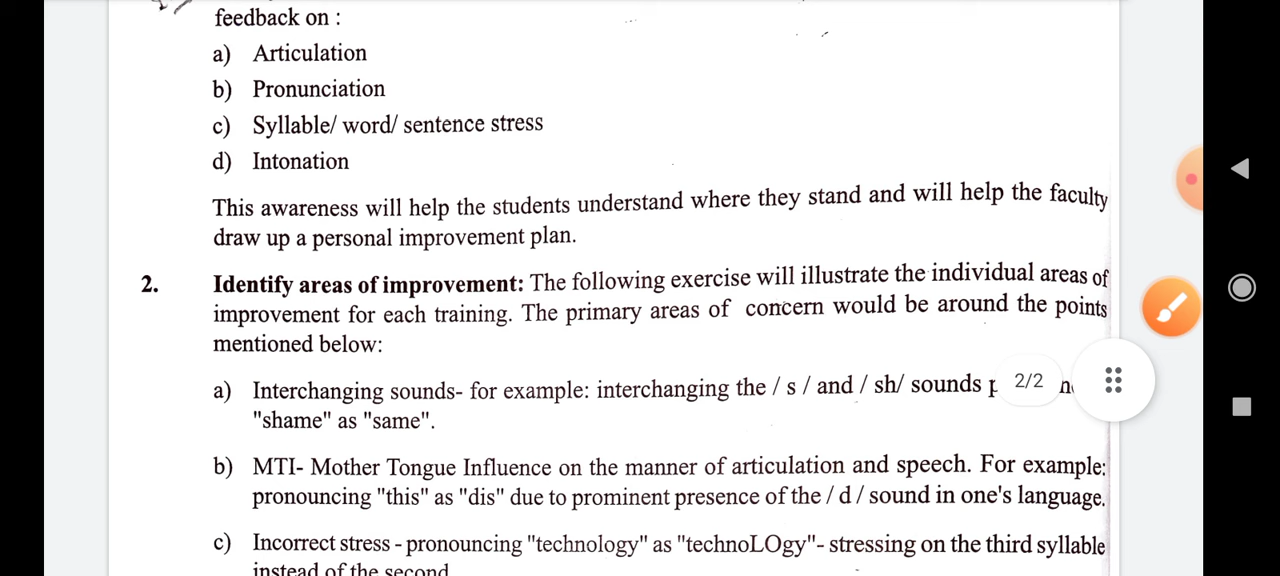 feedback on :
a) Articulation
b) Pronunciation
c) Syllable/ word/ sentence stress
d) Intonation
This awareness will help the students understand where they stand and will help the faculty
draw up a personal improvement plan.
2. Identify areas of improvement: The following exercise will illustrate the individual areas of
improvement for each training. The primary areas of concern would be around the points
mentioned below:
a) Interchanging sounds- for example: interchanging the / s / and / sh/ sounds
2/2
"shame" as "same".
b) MTI- Mother Tongue Influence on the manner of articulation and speech. For example:
pronouncing "this" as "dis" due to prominent presence of the / d / sound in one's language.
c) Incorrect stress - pronouncing "technology" as "technoLOgy"- stressing on the third syllable
instead of the second